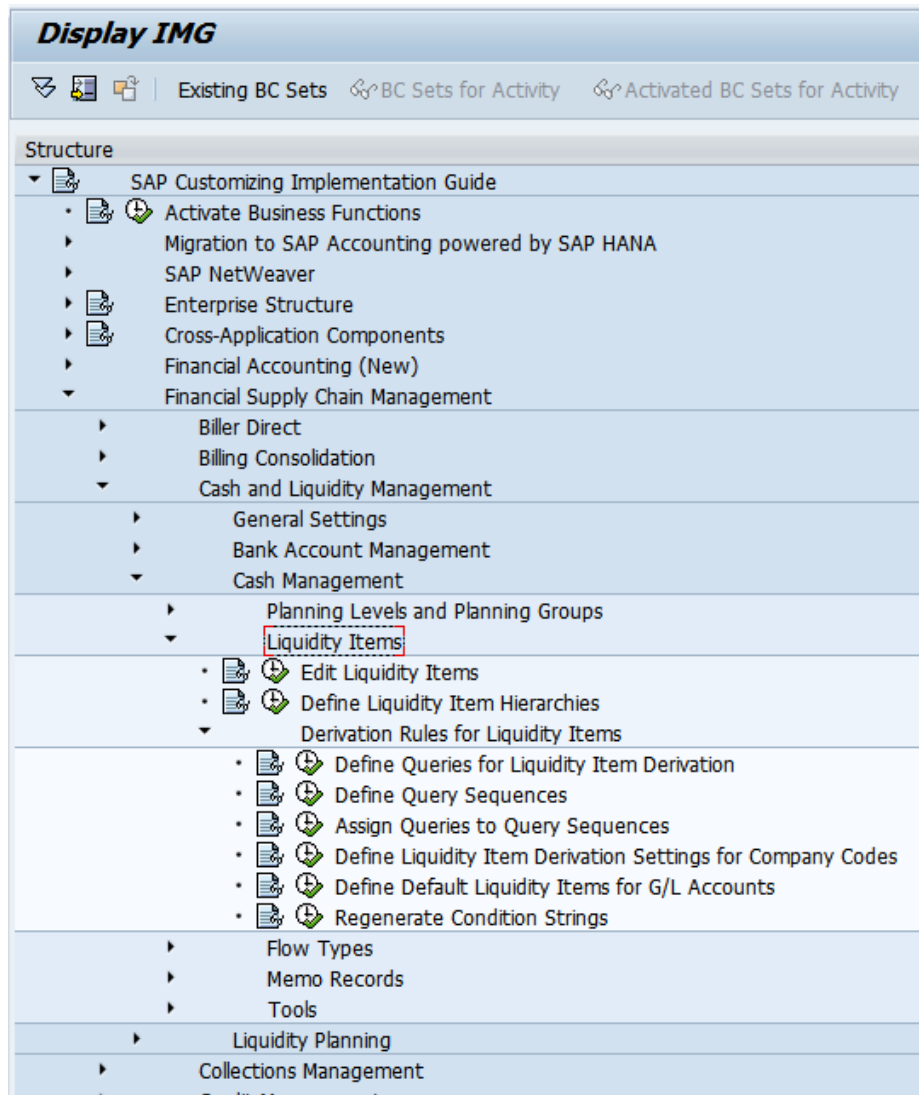 Display IMG
Existing BC Sets BC Sets for Activity Activated BC Sets for Activity
Structure
SAP Customizing Implementation Guide
Activate Business Functions
Migration to SAP Accounting powered by SAP HANA
SAP NetWeaver
Enterprise Structure
Cross-Application Components
Financial Accounting (New)
Financial Supply Chain Management
Biller Direct
Billing Consolidation
Cash and Liquidity Management
General Settings
Bank Account Management
Cash Management
Planning Levels and Planning Groups
Liquidity Items
Edit Liquidity Items
Define Liquidity Item Hierarchies
Derivation Rules for Liquidity Items
Define Queries for Liquidity Item Derivation
Define Query Sequences
Assign Queries to Query Sequences
Define Liquidity Item Derivation Settings for Company Codes
Define Default Liquidity Items for G/L Accounts
Regenerate Condition Strings
Flow Types
Memo Records
Tools
Liquidity Planning
Collections Management